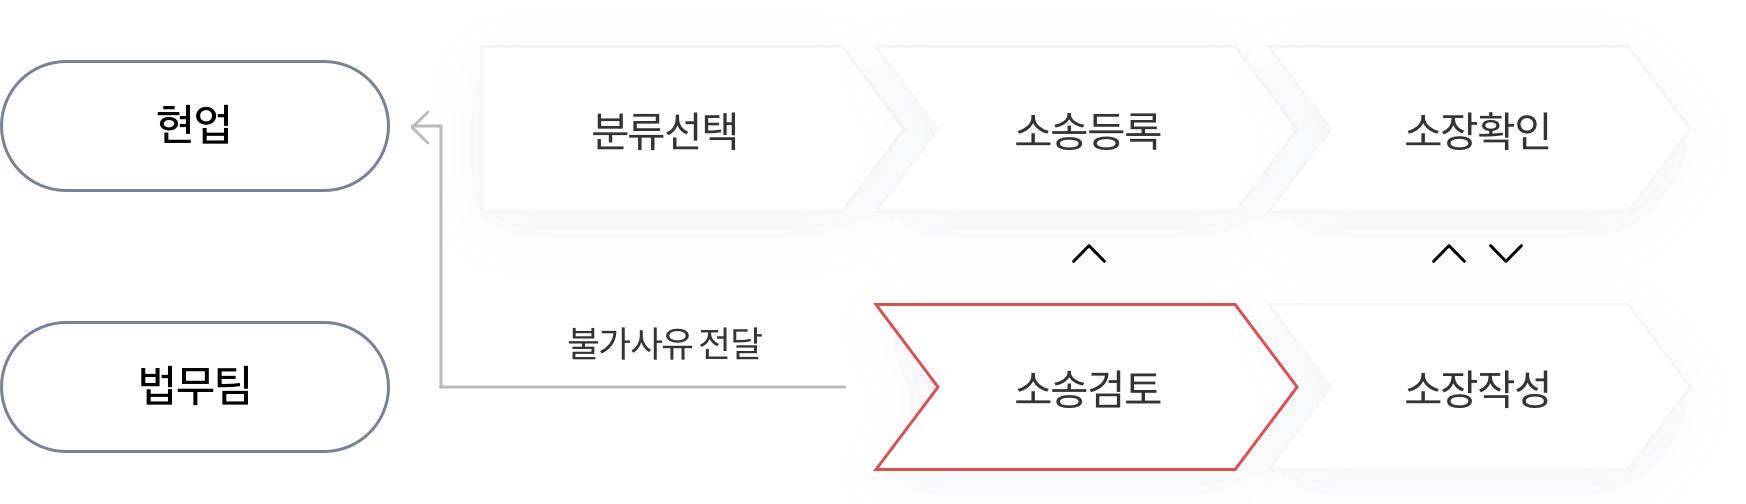 현업
분류선택
소송등록
소장확인
법무팀
불가사유 전달
소송검토
소장작성